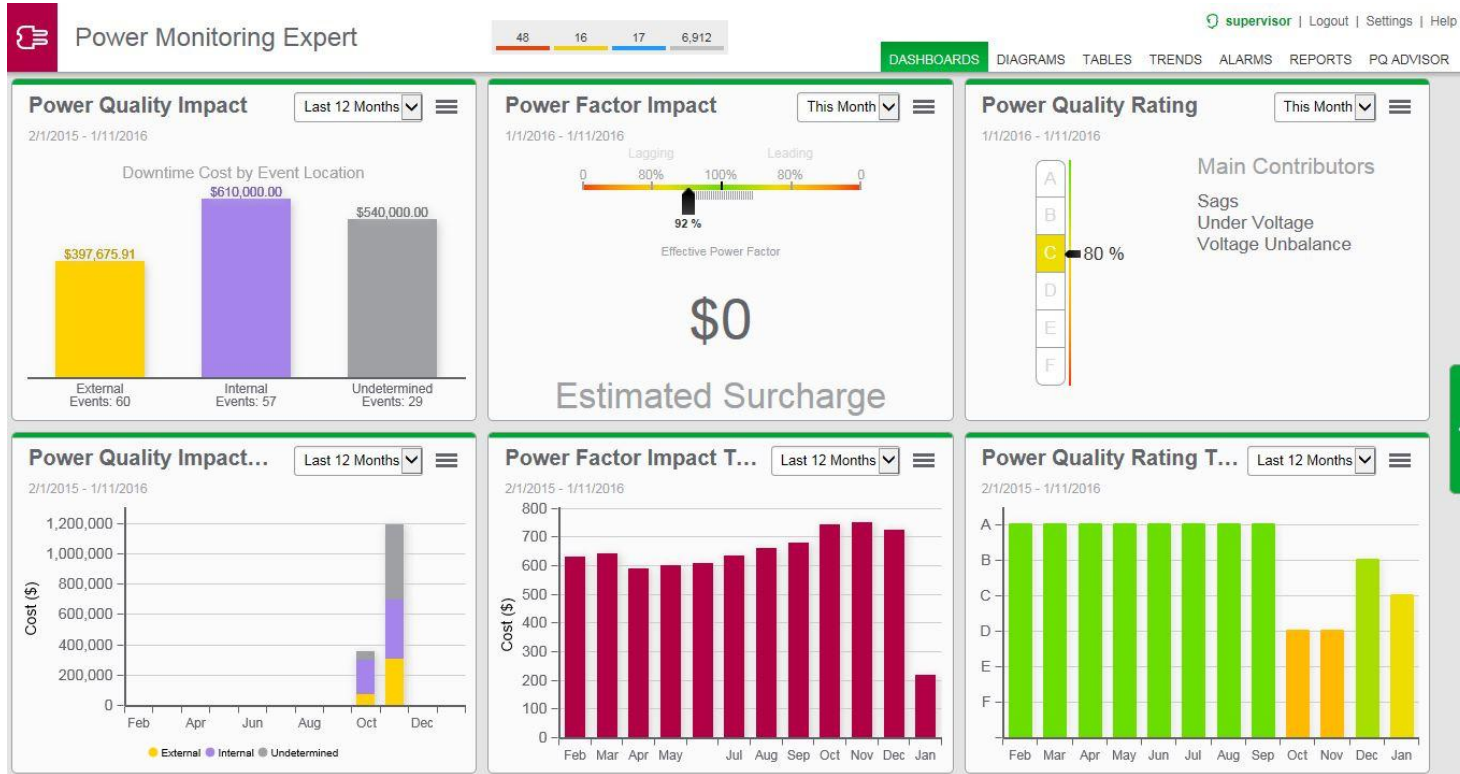 Power Monitoring Expert
48 16 17 6,912
supervisor | Logout | Settings | Help
DASHBOARDS DIAGRAMS TABLES TRENDS ALARMS REPORTS PQ ADVISOR
Power Quality Impact Last 12 Months
2/1/2015 - 1/11/2016
Downtime Cost by Event Location
$610,000.00
$540,000.00
$397,675.91
External Internal Undetermined
Events: 60 Events: 57 Events: 29
Power Factor Impact This Month
1/1/2016 - 1/11/2016
Lagging Leading
0 80% 100% 80% 0
92 %
Effective Power Factor
$0
Estimated Surcharge
Power Quality Rating This Month
1/1/2016 - 1/11/2016
A
B
C
D
E
F
80 %
Main Contributors
Sags
Under Voltage
Voltage Unbalance
Power Quality Impact... Last 12 Months
2/1/2015 - 1/11/2016
Cost ($)
1,200,000
1,000,000
800,000
600,000
400,000
200,000
0
Feb Apr Jun Aug Oct Dec
External Internal Undetermined
Power Factor Impact T... Last 12 Months
2/1/2015 - 1/11/2016
Cost ($)
800
700
600
500
400
300
200
100
0
Feb Mar Apr May Jul Aug Sep Oct Nov Dec Jan
Power Quality Rating T... Last 12 Months
2/1/2015 - 1/11/2016
A
B
C
D
E
F
Feb Mar Apr May Jun Jul Aug Sep Oct Nov Dec Jan